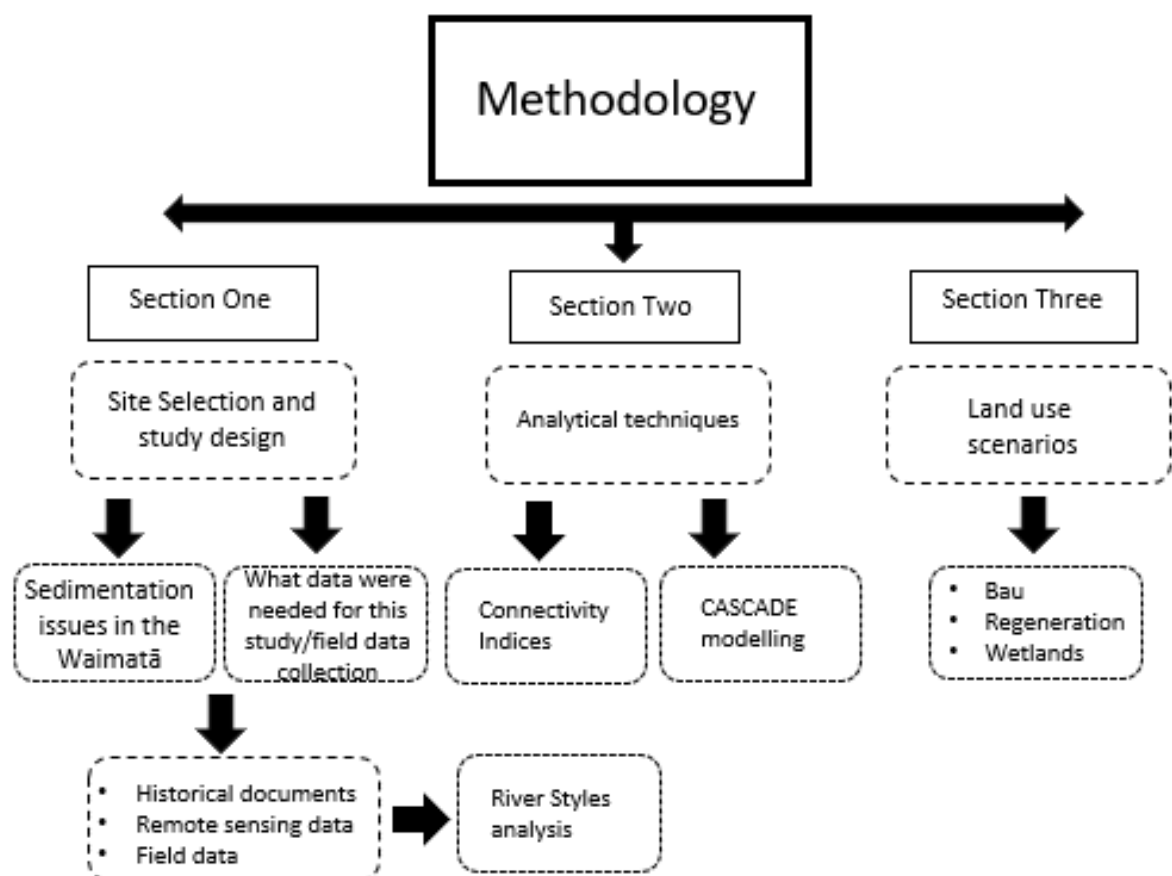 Methodology
Section One
Section Two
Section Three
Site Selection and
study design
Analytical techniques
Land use
scenarios
Sedimentation
issues in the
Waimatā
What data were
needed for this
study/field data
collection
Connectivity
Indices
CASCADE
modelling
• Bau
• Regeneration
• Wetlands
• Historical documents
• Remote sensing data
• Field data
River Styles
analysis